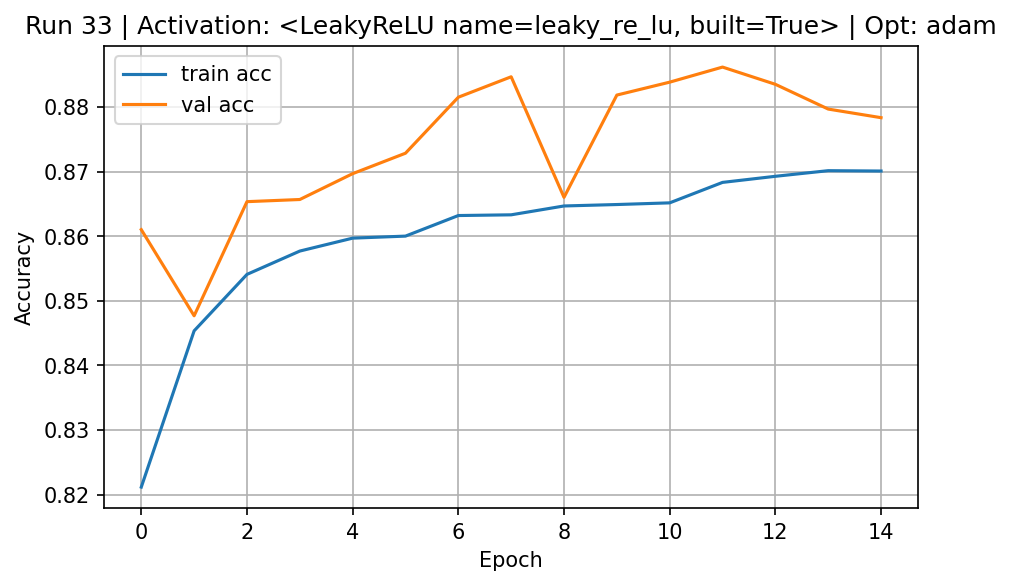 Run 33 | Activation: <LeakyReLU name=leaky_re_lu, built=True> | Opt: adam
train acc
val acc
0.88
0.87
0.86
0.85
0.84
0.83
0.82
Accuracy
0 2 4 6 8 10 12 14
Epoch